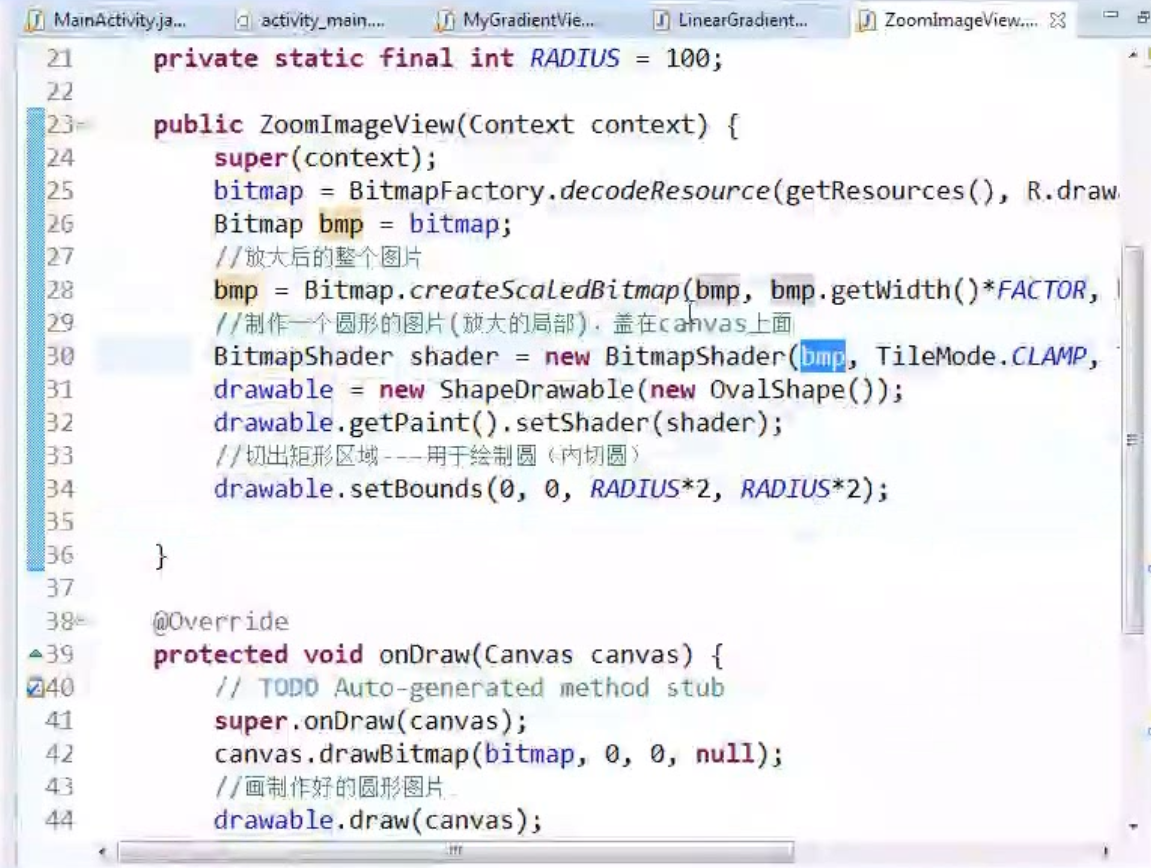 MainActivity.ja... activity_main.... MyGradientVie... LinearGradient... ZoomImageView....
21 private static final int RADIUS = 100;
22
23 public ZoomImageView(Context context) {
24 super(context);
25 bitmap = BitmapFactory.decodeResource(getResources(), R.draw
26 Bitmap bmp = bitmap;
27 //放大后的整个图片
28 bmp = Bitmap.createScaledBitmap(bmp, bmp.getWidth()*FACTOR,
29 //制作一个圆形的图片(放大的局部)，盖在canvas上面
30 BitmapShader shader = new BitmapShader(bmp, TileMode.CLAMP,
31 drawable = new ShapeDrawable(new OvalShape());
32 drawable.getPaint().setShader(shader);
33 //切出矩形区域---用于绘制圆（内切圆）
34 drawable.setBounds(0, 0, RADIUS*2, RADIUS*2);
35
36 }
37
38 @Override
39 protected void onDraw(Canvas canvas) {
40 // TODO Auto-generated method stub
41 super.onDraw(canvas);
42 canvas.drawBitmap(bitmap, 0, 0, null);
43 //画制作好的圆形图片
44 drawable.draw(canvas);